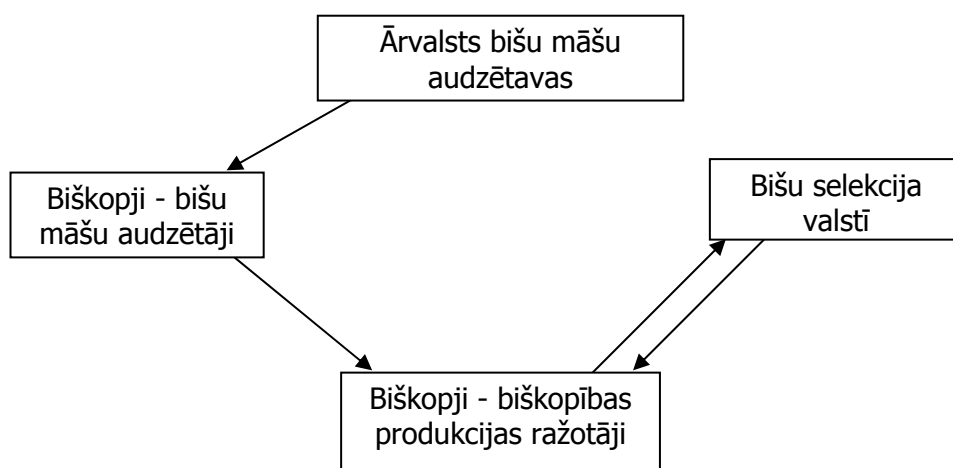 Ārvalsts bišu māšu
audzētavas
Biškopji - bišu
māšu audzētāji
Bišu selekcija
valstī
Biškopji - biškopības
produkcijas ražotāji